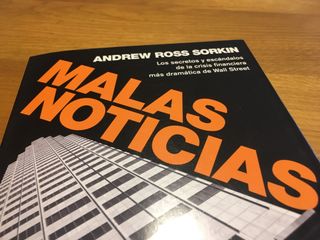 ANDREW ROSS SORKIN
Los secretos y escándalos
de la crisis financiera
más dramática de Wall Street
MALAS
NOTICIAS